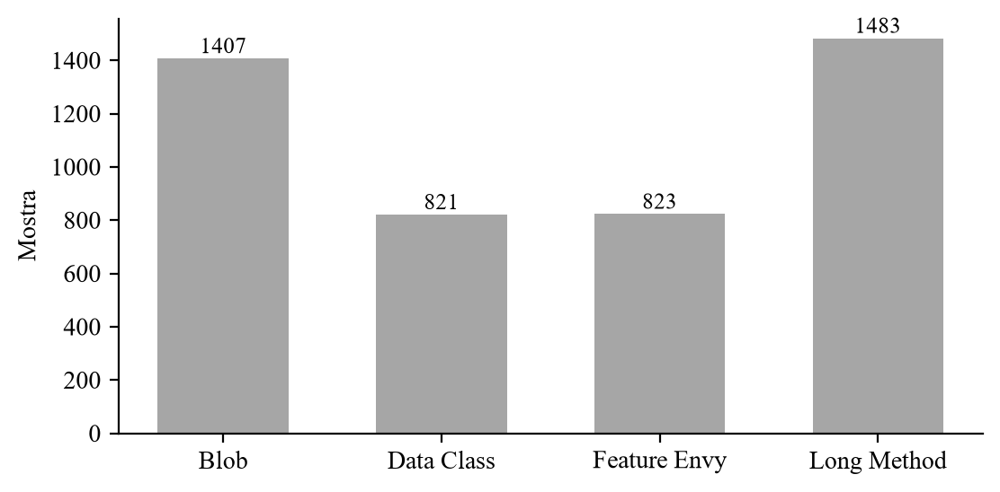 Mostra
1400
1200
1000
800
600
400
200
0
1407
821
823
1483
Blob
Data Class
Feature Envy
Long Method